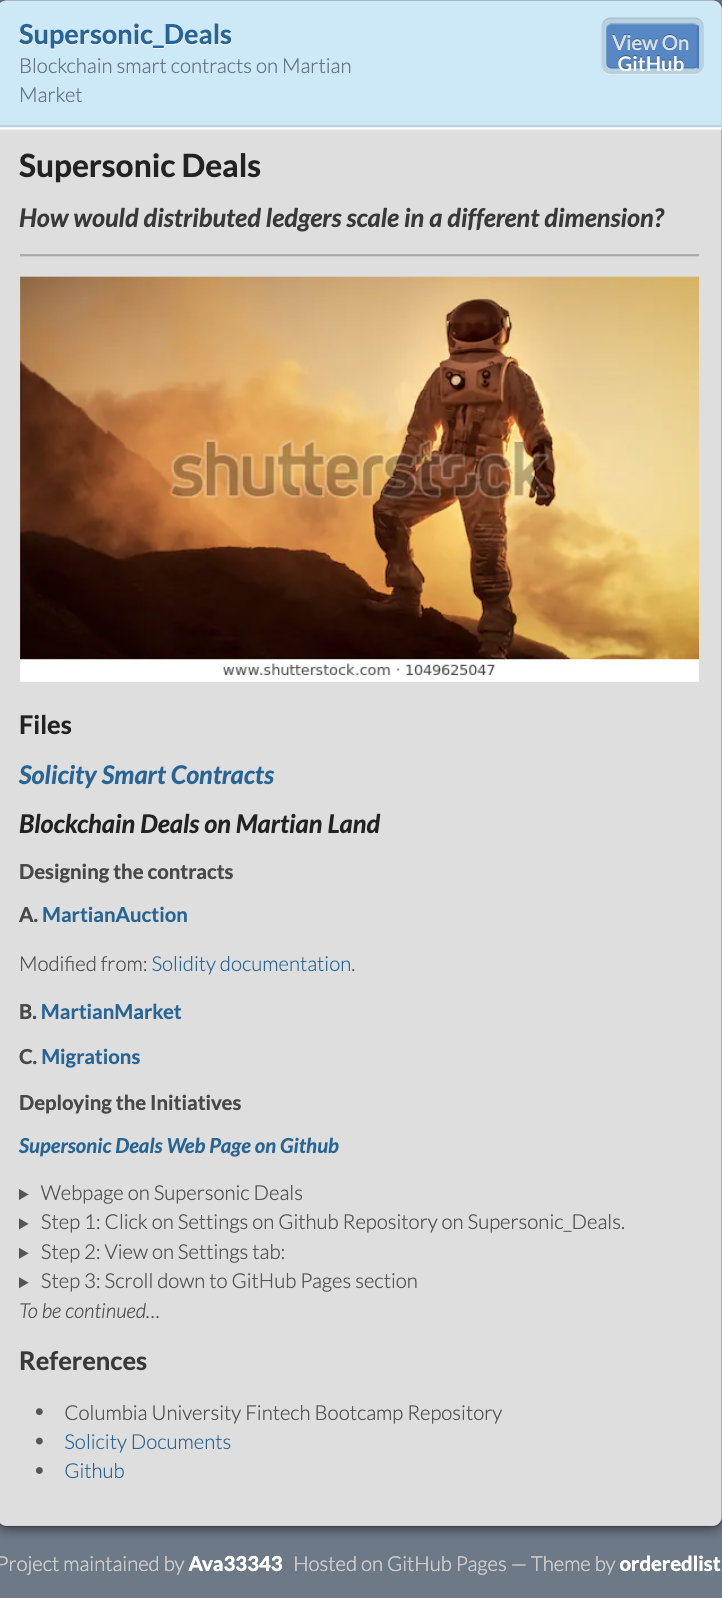 Supersonic_Deals
Blockchain smart contracts on Martian
Market
View On
GitHub
Supersonic Deals
How would distributed ledgers scale in a different dimension?
shutterstock
www.shutterstock.com · 1049625047
Files
Solicity Smart Contracts
Blockchain Deals on Martian Land
Designing the contracts
A. MartianAuction
Modified from: Solidity documentation.
B. MartianMarket
C. Migrations
Deploying the Initiatives
Supersonic Deals Web Page on Github
Webpage on Supersonic Deals
Step 1: Click on Settings on Github Repository on Supersonic_Deals.
Step 2: View on Settings tab:
Step 3: Scroll down to GitHub Pages section
To be continued...
References
Columbia University Fintech Bootcamp Repository
Solicity Documents
Github
Project maintained by Ava33343 Hosted on GitHub Pages — Theme by orderedlist